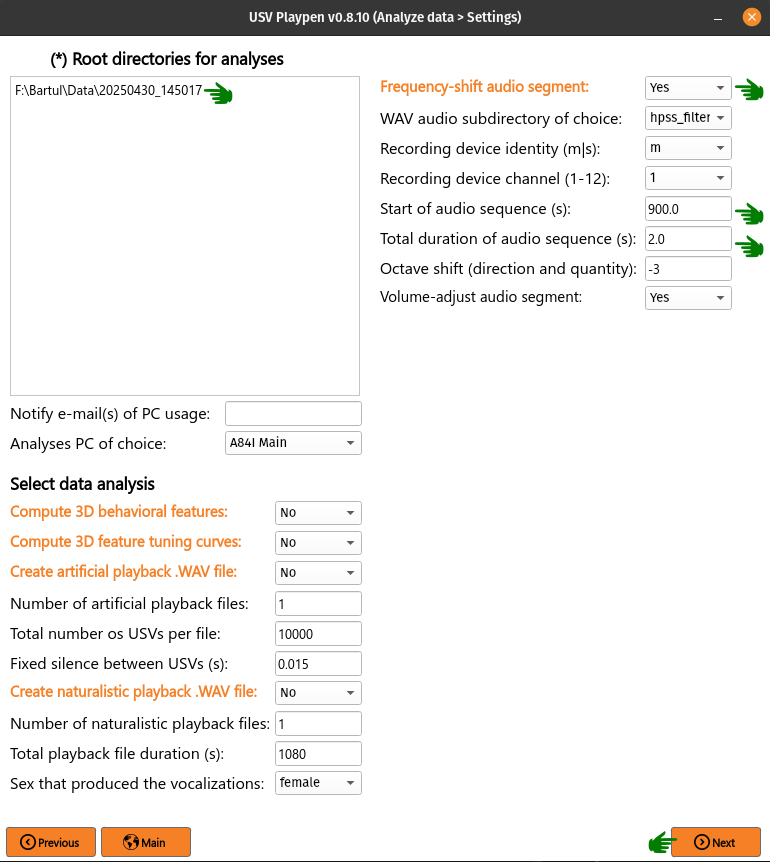 USV Playpen v0.8.10 (Analyze data > Settings)
(*) Root directories for analyses
F:\Bartul\Data\20250430_145017
Notify e-mail(s) of PC usage:
Analyses PC of choice: A84I Main
Select data analysis
Compute 3D behavioral features: No
Compute 3D feature tuning curves: No
Create artificial playback .WAV file: No
Number of artificial playback files: 1
Total number os USVs per file: 10000
Fixed silence between USVs (s): 0.015
Create naturalistic playback .WAV file: No
Number of naturalistic playback files: 1
Total playback file duration (s): 1080
Sex that produced the vocalizations: female
Frequency-shift audio segment: Yes
WAV audio subdirectory of choice: hpss_filter
Recording device identity (m|s): m
Recording device channel (1-12): 1
Start of audio sequence (s): 900.0
Total duration of audio sequence (s): 2.0
Octave shift (direction and quantity): -3
Volume-adjust audio segment: Yes
Previous
Main
Next